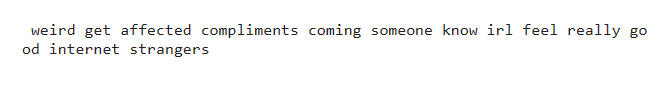 weird get affected compliments coming someone know irl feel really go
od internet strangers